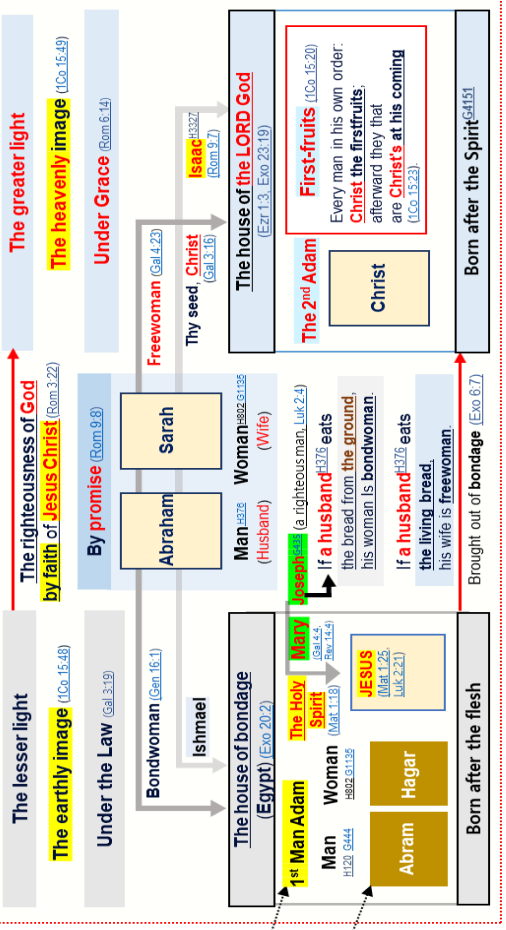 The lesser light
The righteousness of God
by faith of Jesus Christ (Rom 3:22)
The greater light
The earthly image (1Co 15:48)
The heavenly image (1Co 15:49)
Under the Law (Gal 3:19)
By promise (Rom 9:8)
Under Grace (Rom 6:14)
Bondwoman (Gen 16:1)
Abraham
Sarah
Freewoman (Gal 4:23)
Ishmael
Thy seed, Christ
(Gal 3:16)
Isaac H3327
(Rom 9:7)
Man H376
(Husband)
Woman H802 G1135
(Wife)
The house of bondage
(Egypt) (Exo 20:2)
The house of the LORD God
(Ezr 1:3, Exo 23:19)
1st Man Adam
The Holy
Spirit
(Mat 1:18)
Mary
(Gal 4:4,
Rev 14:4)
Joseph G435 (a righteous man, Luk 2:4)
Man
H120 G444
Woman
H802 G1135
JESUS
(Mat 1:25,
Luk 2:21)
Abram
Hagar
If a husband H376 eats
the bread from the ground,
his woman is bondwoman.
If a husband H376 eats
the living bread,
his wife is freewoman.
The 2nd Adam
Christ
First-fruits (1Co 15:20)
Every man in his own order:
Christ the firstfruits;
afterward they that
are Christ's at his coming
(1Co 15:23).
Born after the flesh
Brought out of bondage (Exo 6:7)
Born after the Spirit G4151